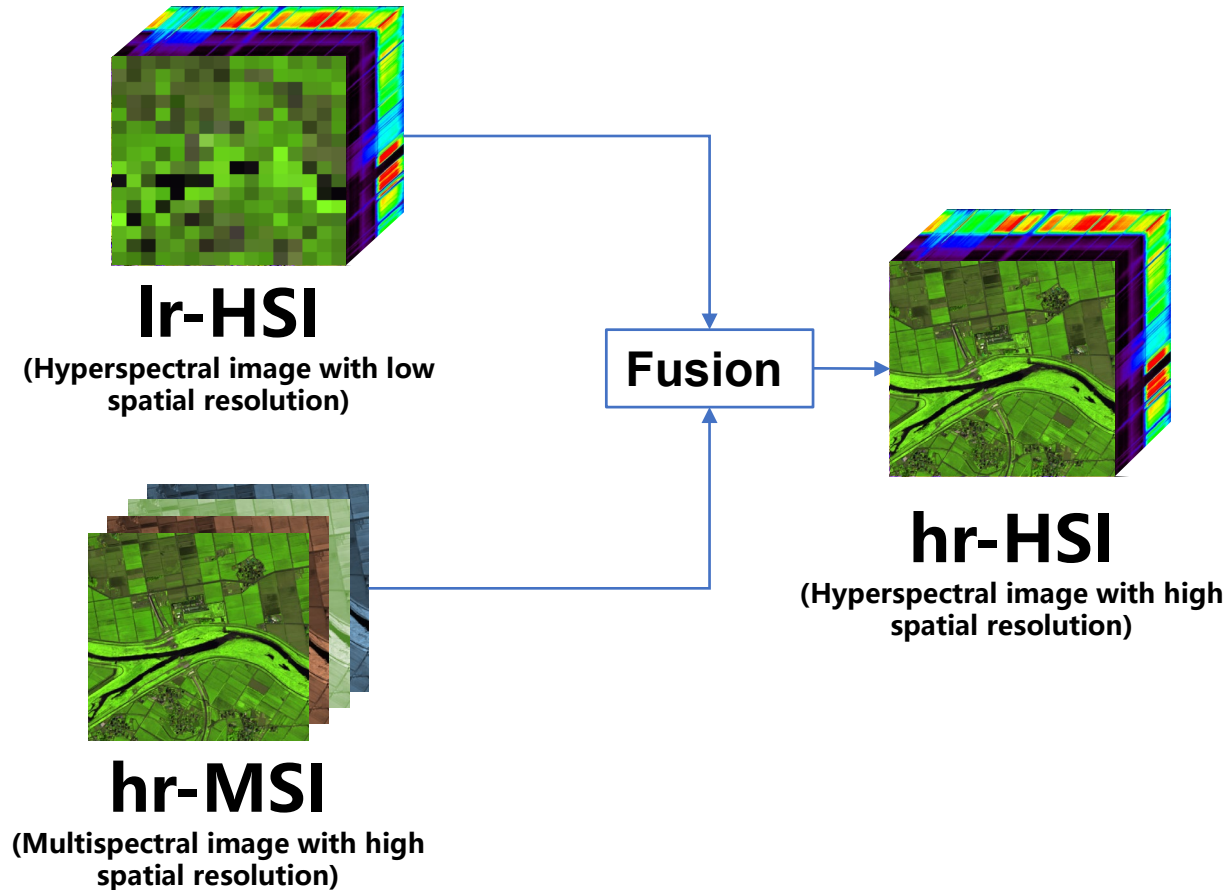 lr-HSI
(Hyperspectral image with low
spatial resolution)
Fusion
hr-HSI
(Hyperspectral image with high
spatial resolution)
hr-MSI
(Multispectral image with high
spatial resolution)